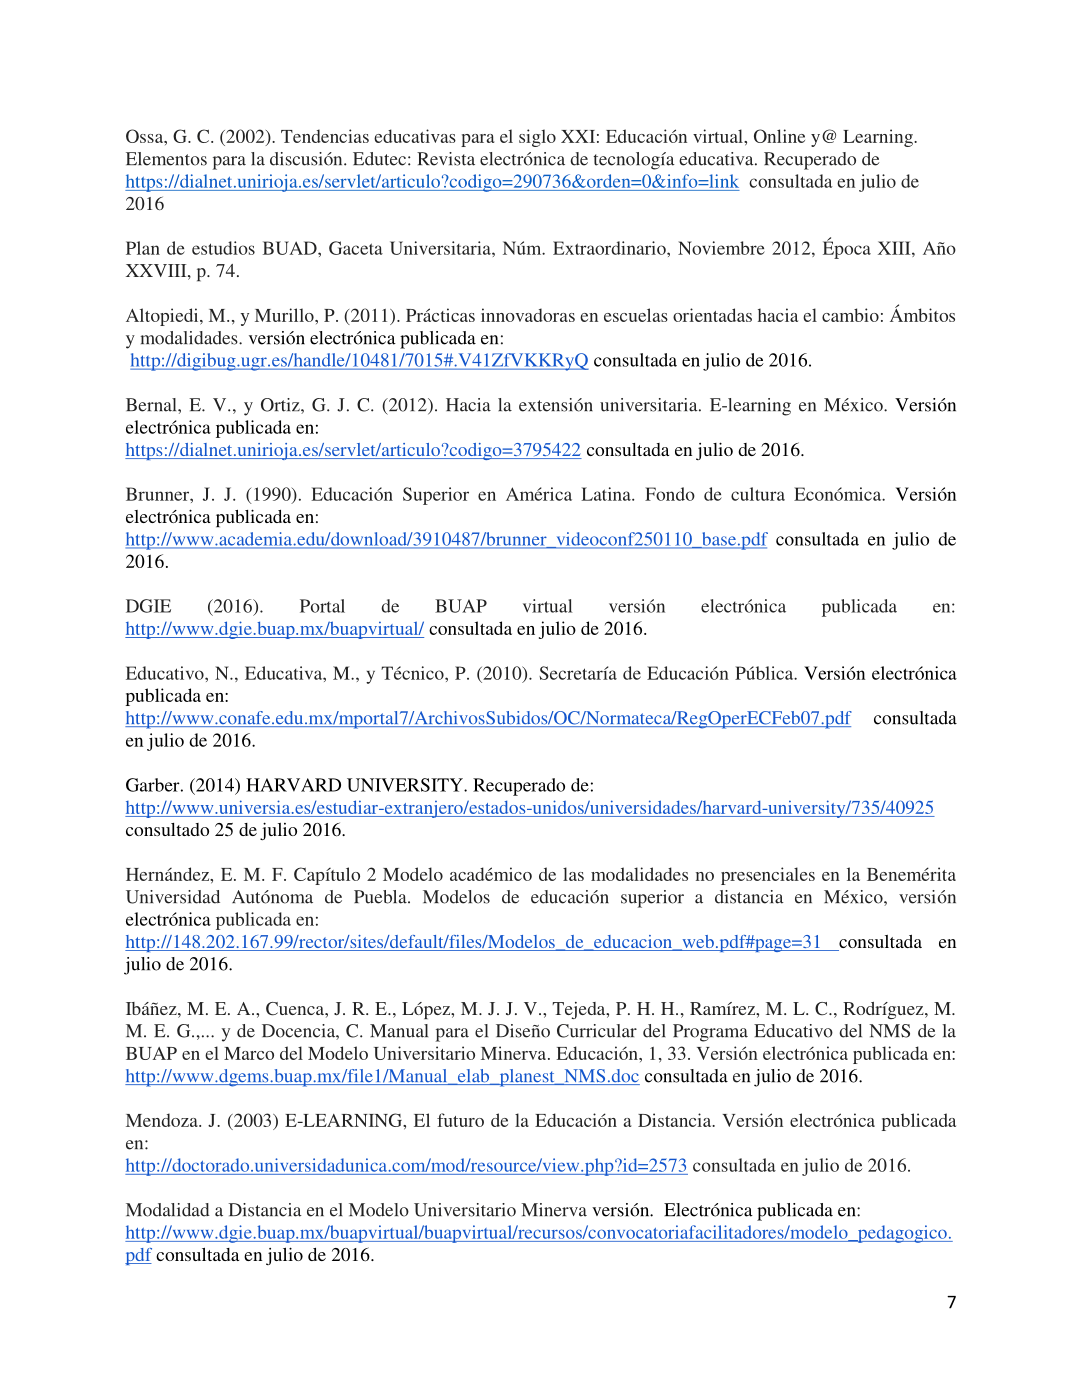 Ossa, G. C. (2002). Tendencias educativas para el siglo XXI: Educación virtual, Online y@ Learning.
Elementos para la discusión. Edutec: Revista electrónica de tecnología educativa. Recuperado de
https://dialnet.unirioja.es/servlet/articulo?codigo=290736&orden=0&info=link consultada en julio de
2016
Plan de estudios BUAD, Gaceta Universitaria, Núm. Extraordinario, Noviembre 2012, Época XIII, Año
XXVIII, p. 74.
Altopiedi, M., y Murillo, P. (2011). Prácticas innovadoras en escuelas orientadas hacia el cambio: Ámbitos
y modalidades. versión electrónica publicada en:
http://digibug.ugr.es/handle/10481/7015#.V41ZfVKKRyQ consultada en julio de 2016.
Bernal, E. V., y Ortiz, G. J. C. (2012). Hacia la extensión universitaria. E-learning en México. Versión
electrónica publicada en:
https://dialnet.unirioja.es/servlet/articulo?codigo=3795422 consultada en julio de 2016.
Brunner, J. J. (1990). Educación Superior en América Latina. Fondo de cultura Económica. Versión
electrónica publicada en:
http://www.academia.edu/download/3910487/brunner_videoconf250110_base.pdf consultada en julio de
2016.
DGIE (2016). Portal de BUAP virtual versión electrónica publicada en:
http://www.dgie.buap.mx/buapvirtual/ consultada en julio de 2016.
Educativo, N., Educativa, M., y Técnico, P. (2010). Secretaría de Educación Pública. Versión electrónica
publicada en:
http://www.conafe.edu.mx/mportal7/ArchivosSubidos/OC/Normateca/RegOperECFeb07.pdf consultada
en julio de 2016.
Garber. (2014) HARVARD UNIVERSITY. Recuperado de:
http://www.universia.es/estudiar-extranjero/estados-unidos/universidades/harvard-university/735/40925
consultado 25 de julio 2016.
Hernández, E. M. F. Capítulo 2 Modelo académico de las modalidades no presenciales en la Benemérita
Universidad Autónoma de Puebla. Modelos de educación superior a distancia en México, versión
electrónica publicada en:
http://148.202.167.99/rector/sites/default/files/Modelos_de_educacion_web.pdf#page=31 consultada en
julio de 2016.
Ibáñez, M. E. A., Cuenca, J. R. E., López, M. J. J. V., Tejeda, P. H. H., Ramírez, M. L. C., Rodríguez, M.
M. E. G.,... y de Docencia, C. Manual para el Diseño Curricular del Programa Educativo del NMS de la
BUAP en el Marco del Modelo Universitario Minerva. Educación, 1, 33. Versión electrónica publicada en:
http://www.dgems.buap.mx/file1/Manual_elab_planest_NMS.doc consultada en julio de 2016.
Mendoza. J. (2003) E-LEARNING, El futuro de la Educación a Distancia. Versión electrónica publicada
en:
http://doctorado.universidadunica.com/mod/resource/view.php?id=2573 consultada en julio de 2016.
Modalidad a Distancia en el Modelo Universitario Minerva versión. Electrónica publicada en:
http://www.dgie.buap.mx/buapvirtual/buapvirtual/recursos/convocatoriafacilitadores/modelo_pedagogico.
pdf consultada en julio de 2016.
7